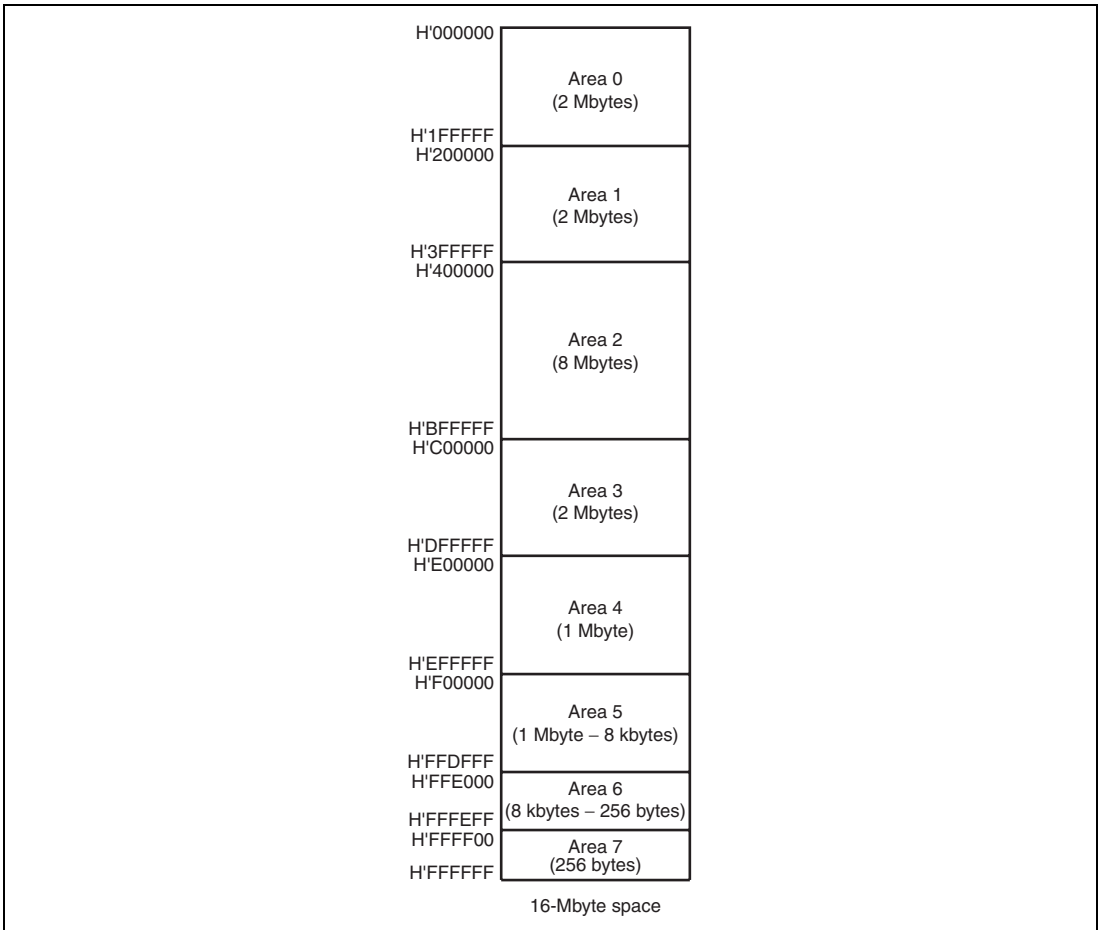 H'000000
Area 0
(2 Mbytes)
H'1FFFFF
H'200000
Area 1
(2 Mbytes)
H'3FFFFF
H'400000
Area 2
(8 Mbytes)
H'BFFFFF
H'C00000
Area 3
(2 Mbytes)
H'DFFFFF
H'E00000
Area 4
(1 Mbyte)
H'EFFFFF
H'F00000
Area 5
(1 Mbyte – 8 kbytes)
H'FFDFFF
H'FFE000
Area 6
(8 kbytes – 256 bytes)
H'FFFEFF
H'FFFF00
Area 7
(256 bytes)
H'FFFFFF
16-Mbyte space